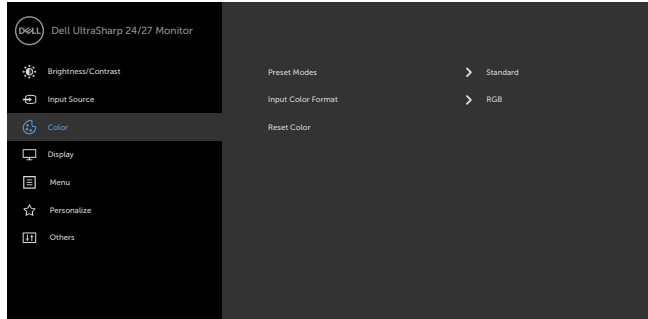 DELL
Dell UltraSharp 24/27 Monitor
Brightness/Contrast
Preset Modes
Standard
Input Source
Input Color Format
RGB
Color
Reset Color
Display
Menu
Personalize
Others